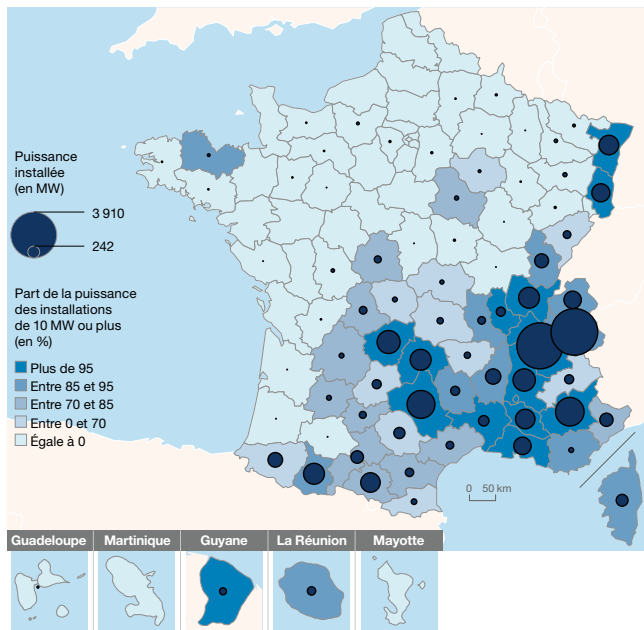 Puissance
installée
(en MW)
3 910
242
Part de la puissance
des installations
de 10 MW ou plus
(en %)
Plus de 95
Entre 85 et 95
Entre 70 et 85
Entre 0 et 70
Égale à 0
0 50 km
Guadeloupe
Martinique
Guyane
La Réunion
Mayotte